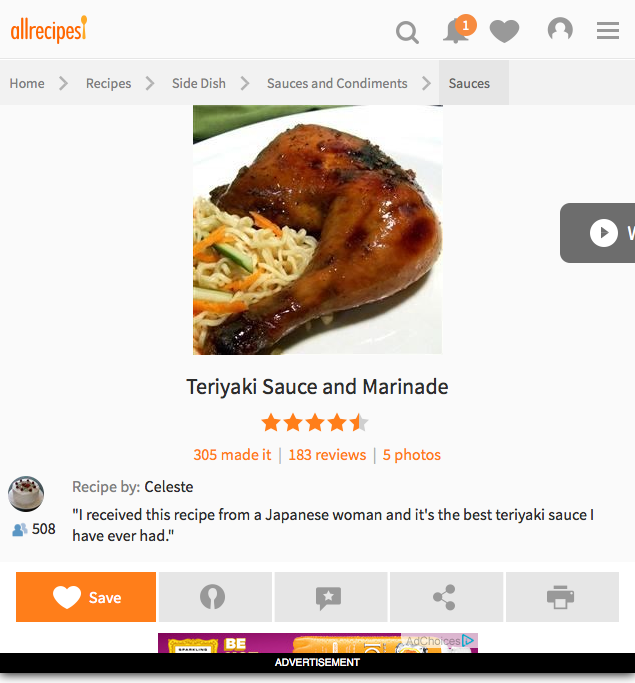 allrecipes
1
Home Recipes Side Dish Sauces and Condiments Sauces
W
Teriyaki Sauce and Marinade
305 made it | 183 reviews | 5 photos
Recipe by: Celeste
508
"I received this recipe from a Japanese woman and it's the best teriyaki sauce I
have ever had."
Save
AdChoices
SPARKLING
BE
ADVERTISEMENT